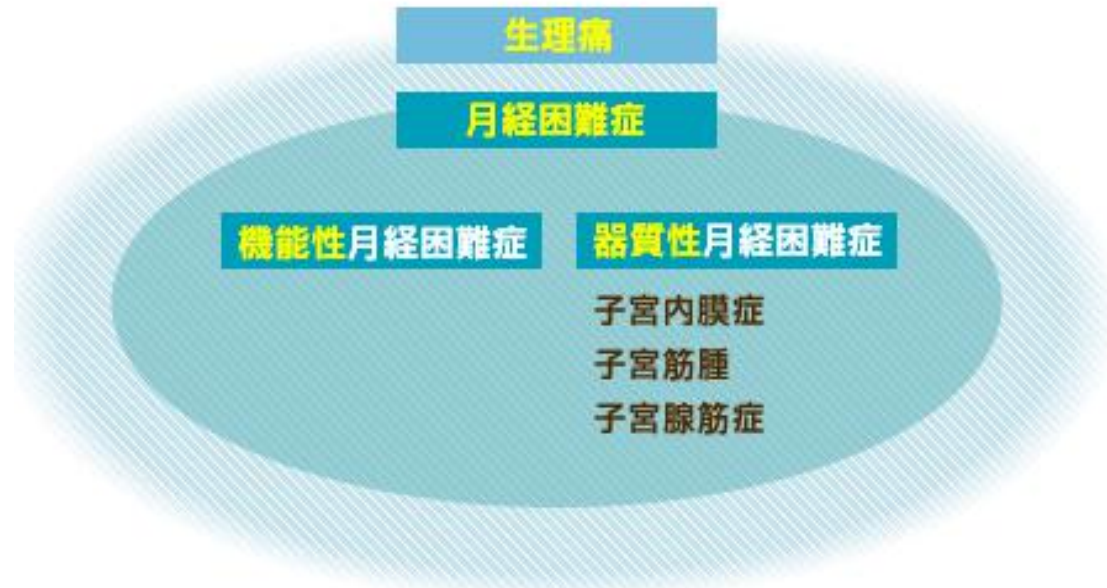 生理痛
月経困難症
機能性月経困難症
器質性月経困難症
子宮内膜症
子宮筋腫
子宮腺筋症